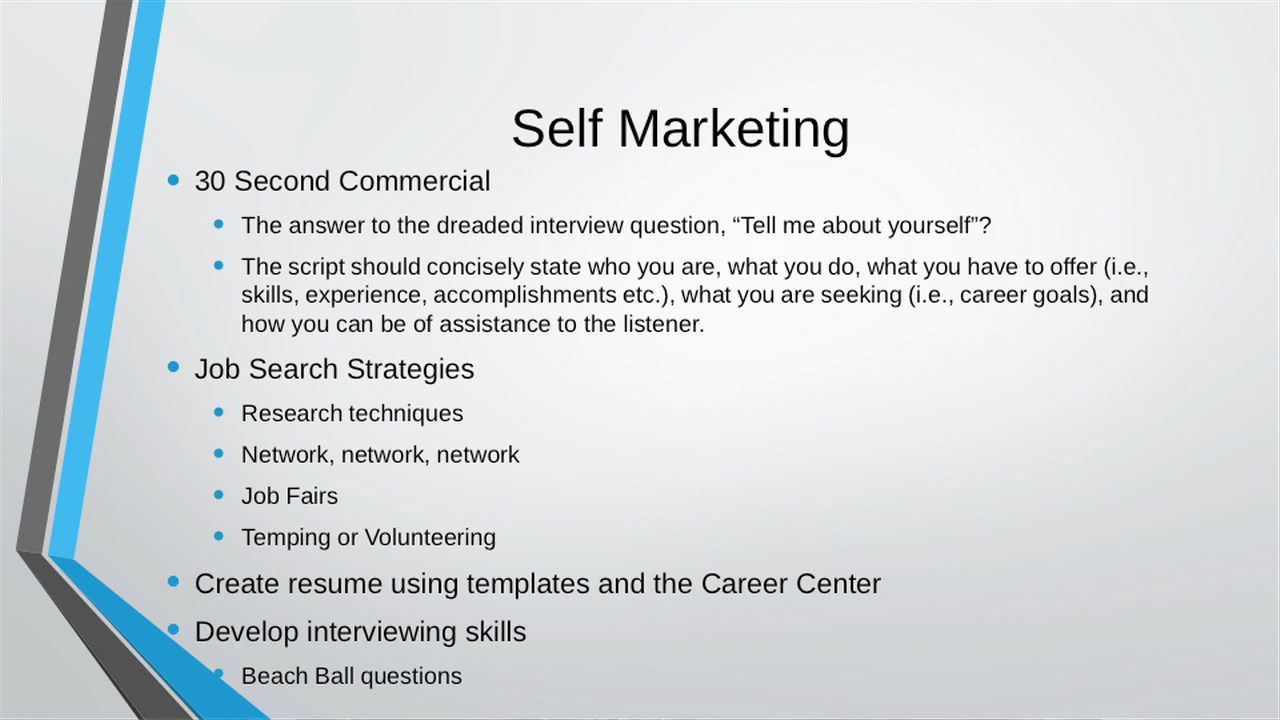 Self Marketing
• 30 Second Commercial
• The answer to the dreaded interview question, “Tell me about yourself”?
• The script should concisely state who you are, what you do, what you have to offer (i.e.,
skills, experience, accomplishments etc.), what you are seeking (i.e., career goals), and
how you can be of assistance to the listener.
• Job Search Strategies
• Research techniques
• Network, network, network
• Job Fairs
• Temping or Volunteering
• Create resume using templates and the Career Center
• Develop interviewing skills
• Beach Ball questions